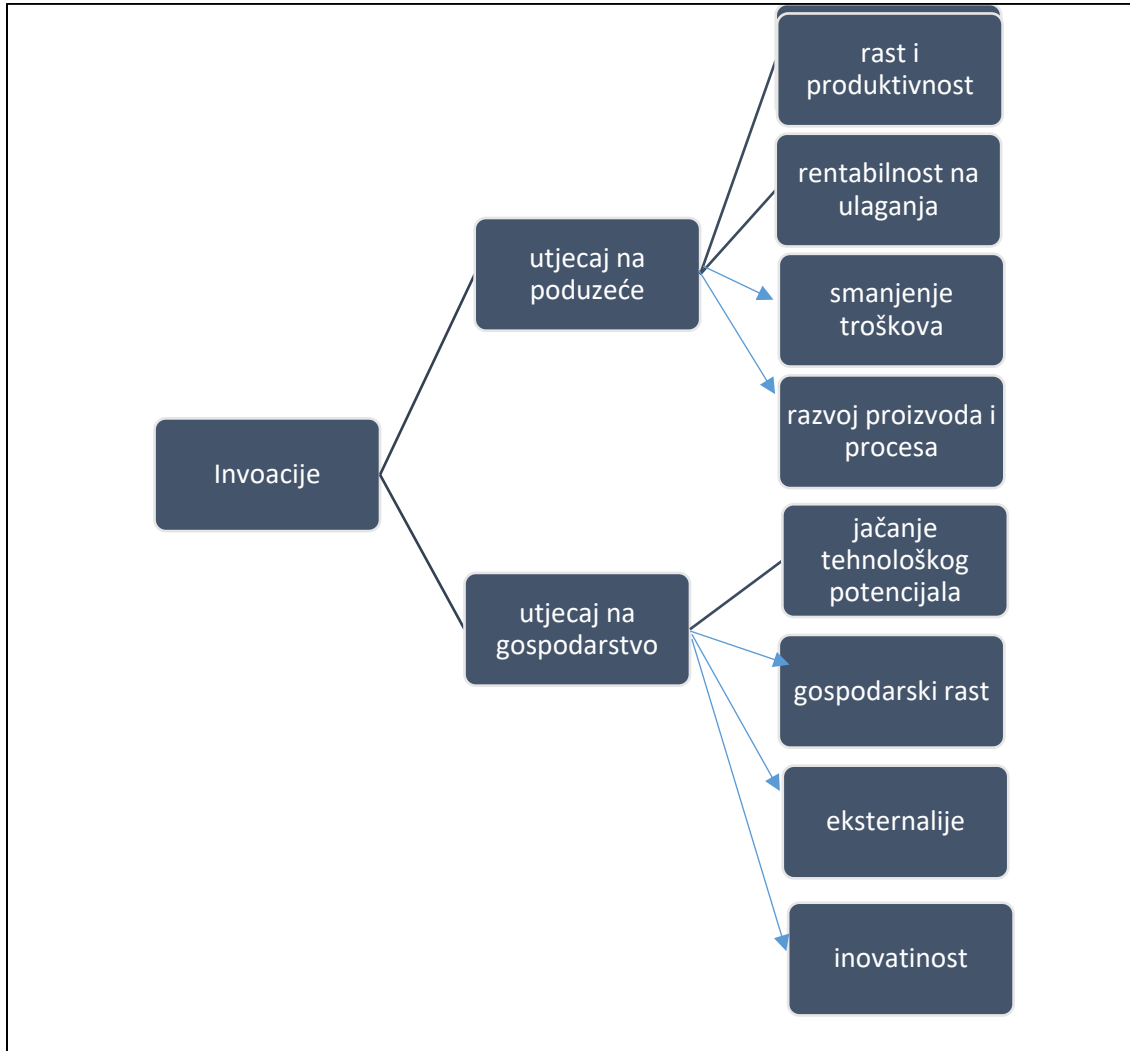 Invoacije
utjecaj na
poduzeće
rast i
produktivnost
rentabilnost na
ulaganja
smanjenje
troškova
razvoj proizvoda i
procesa
utjecaj na
gospodarstvo
jačanje
tehnološkog
potencijala
gospodarski rast
eksternalije
inovatinost